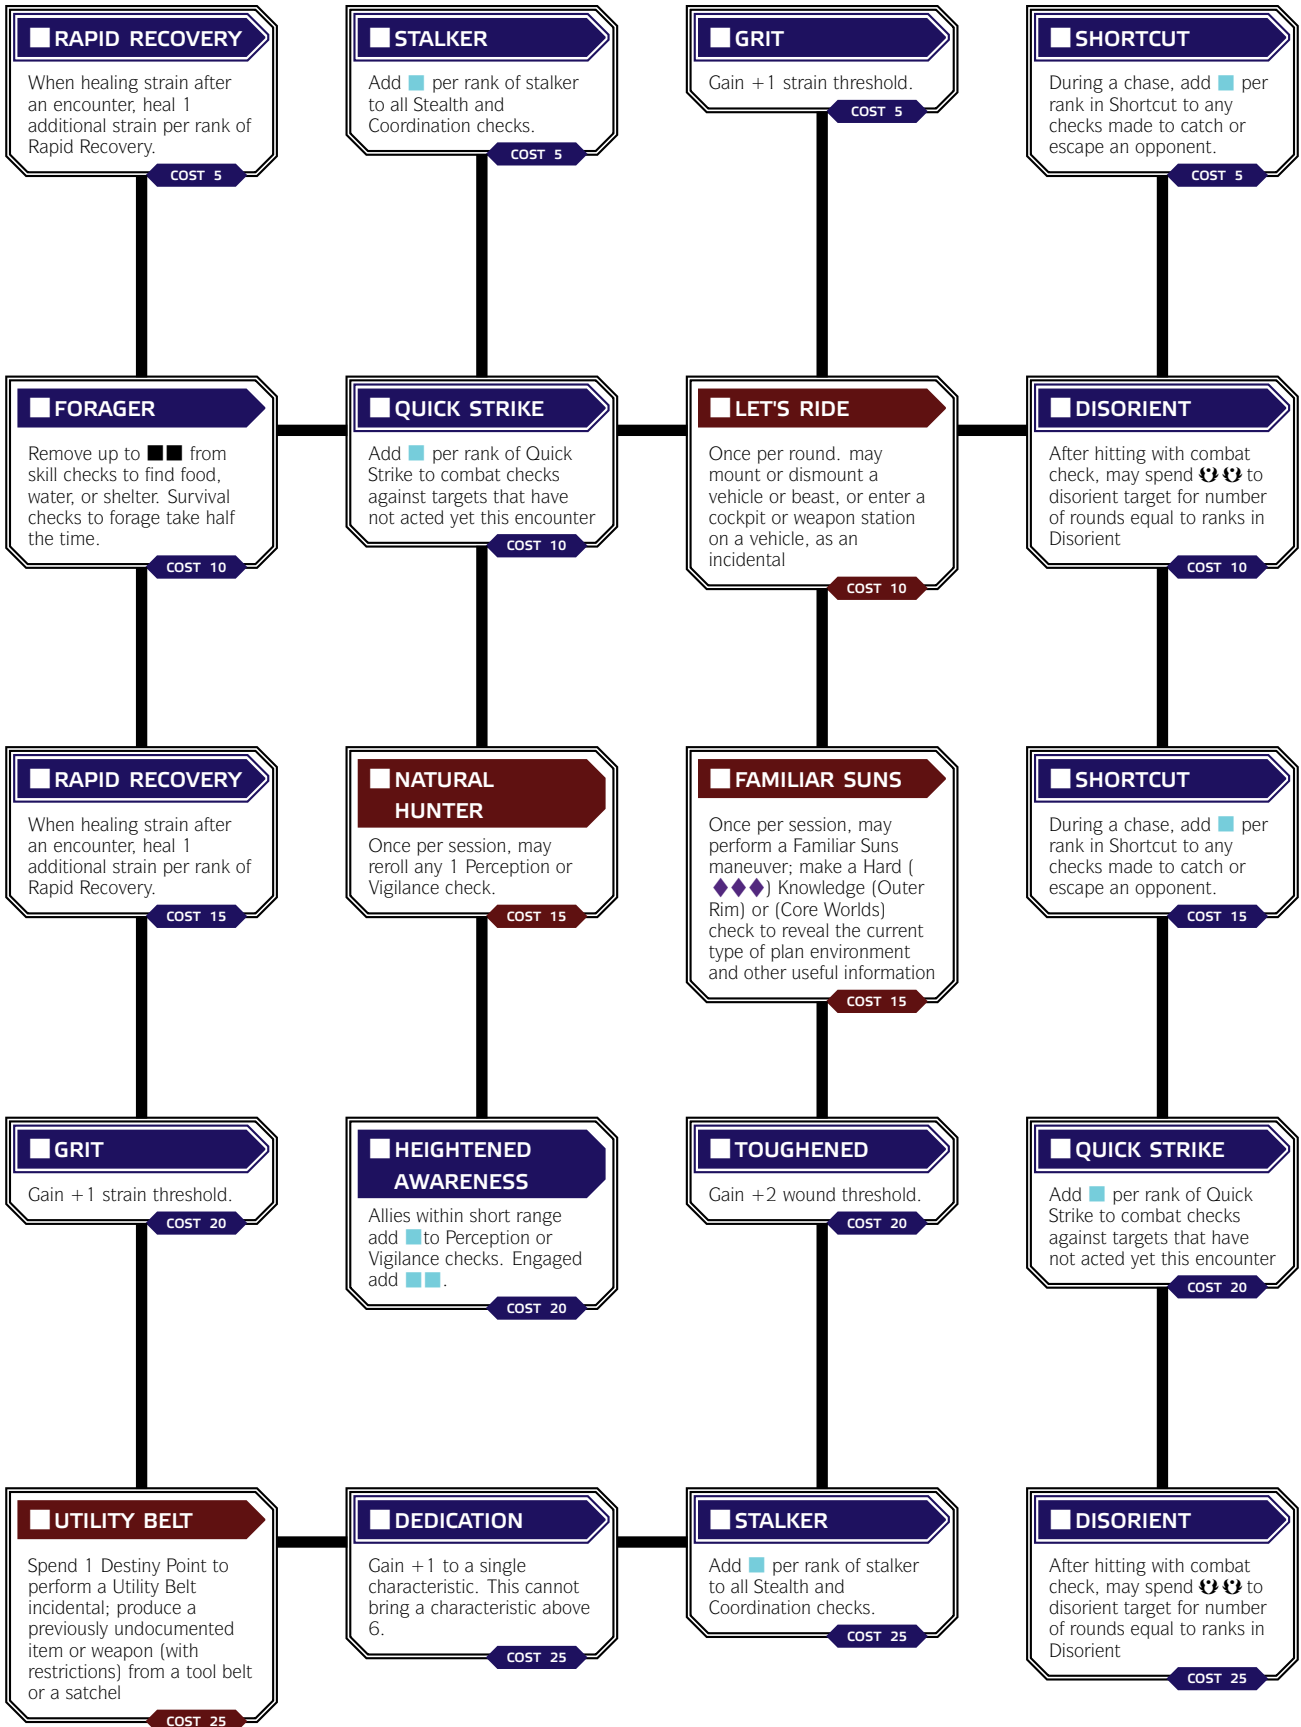 RAPID RECOVERY
When healing strain after
an encounter, heal 1
additional strain per rank of
Rapid Recovery.
COST 5
STALKER
Add per rank of stalker
to all Stealth and
Coordination checks.
COST 5
GRIT
Gain +1 strain threshold.
COST 5
SHORTCUT
During a chase, add per
rank in Shortcut to any
checks made to catch or
escape an opponent.
COST 5
FORAGER
Remove up to from
skill checks to find food,
water, or shelter. Survival
checks to forage take half
the time.
COST 10
QUICK STRIKE
Add per rank of Quick
Strike to combat checks
against targets that have
not acted yet this encounter
COST 10
LET'S RIDE
Once per round. may
mount or dismount a
vehicle or beast, or enter a
cockpit or weapon station
on a vehicle, as an
incidental
COST 10
DISORIENT
After hitting with combat
check, may spend to
disorient target for number
of rounds equal to ranks in
Disorient
COST 10
RAPID RECOVERY
When healing strain after
an encounter, heal 1
additional strain per rank of
Rapid Recovery.
COST 15
NATURAL
HUNTER
Once per session, may
reroll any 1 Perception or
Vigilance check.
COST 15
FAMILIAR SUNS
Once per session, may
perform a Familiar Suns
maneuver; make a Hard (
) Knowledge (Outer
Rim) or (Core Worlds)
check to reveal the current
type of plan environment
and other useful information
COST 15
SHORTCUT
During a chase, add per
rank in Shortcut to any
checks made to catch or
escape an opponent.
COST 15
GRIT
Gain +1 strain threshold.
COST 20
HEIGHTENED
AWARENESS
Allies within short range
add to Perception or
Vigilance checks. Engaged
add .
COST 20
TOUGHENED
Gain +2 wound threshold.
COST 20
QUICK STRIKE
Add per rank of Quick
Strike to combat checks
against targets that have
not acted yet this encounter
COST 20
UTILITY BELT
Spend 1 Destiny Point to
perform a Utility Belt
incidental; produce a
previously undocumented
item or weapon (with
restrictions) from a tool belt
or a satchel
COST 25
DEDICATION
Gain +1 to a single
characteristic. This cannot
bring a characteristic above
6.
COST 25
STALKER
Add per rank of stalker
to all Stealth and
Coordination checks.
COST 25
DISORIENT
After hitting with combat
check, may spend to
disorient target for number
of rounds equal to ranks in
Disorient
COST 25